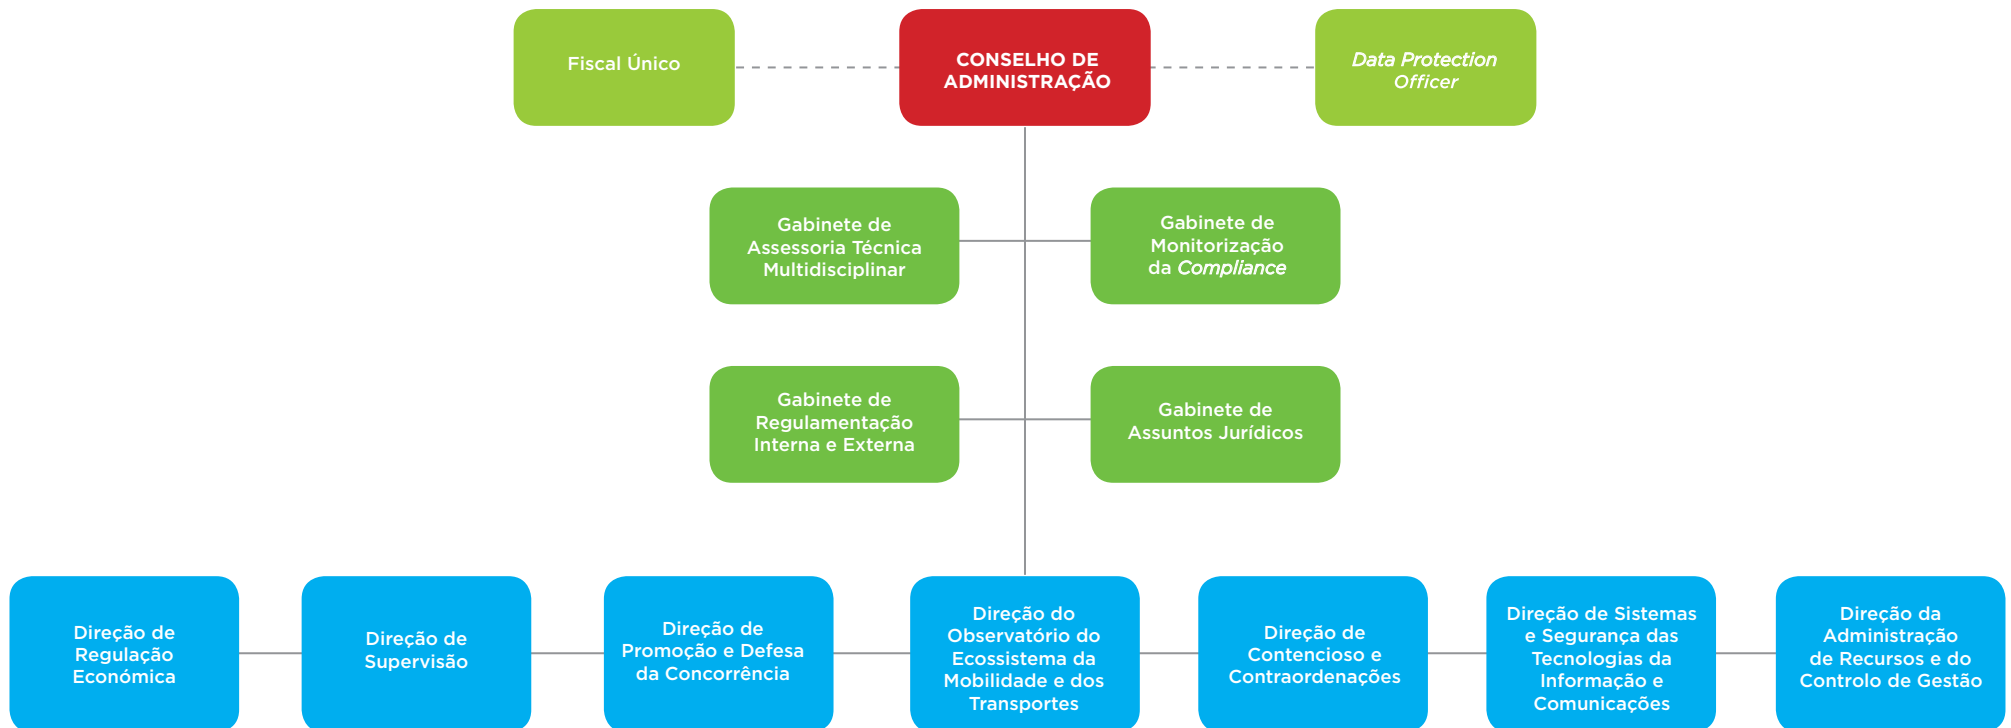 Fiscal Único
CONSELHO DE
ADMINISTRAÇÃO
Data Protection
Officer
Gabinete de
Assessoria Técnica
Multidisciplinar
Gabinete de
Monitorização
da Compliance
Gabinete de
Regulamentação
Interna e Externa
Gabinete de
Assuntos Jurídicos
Direção de
Regulação
Económica
Direção de
Supervisão
Direção de
Promoção e Defesa
da Concorrência
Direção do
Observatório do
Ecossistema da
Mobilidade e dos
Transportes
Direção de
Contencioso e
Contraordenações
Direção de Sistemas
e Segurança das
Tecnologias da
Informação e
Comunicações
Direção da
Administração
de Recursos e do
Controlo de Gestão